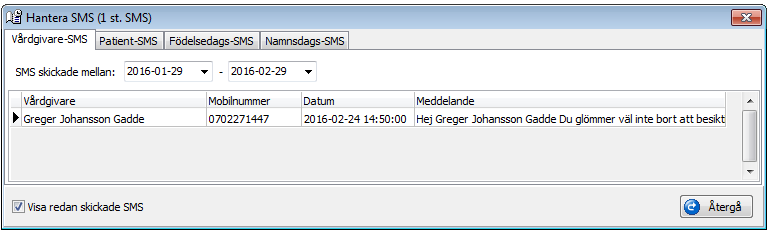 Hantera SMS (1 st. SMS)
Vårdgivare-SMS Patient-SMS Födelsedags-SMS Namnsdags-SMS
SMS skickade mellan: 2016-01-29 - 2016-02-29
Vårdgivare Mobilnummer Datum Meddelande
Greger Johansson Gadde 0702271447 2016-02-24 14:50:00 Hej Greger Johansson Gadde Du glömmer väl inte bort att besikt
Visa redan skickade SMS Återgå